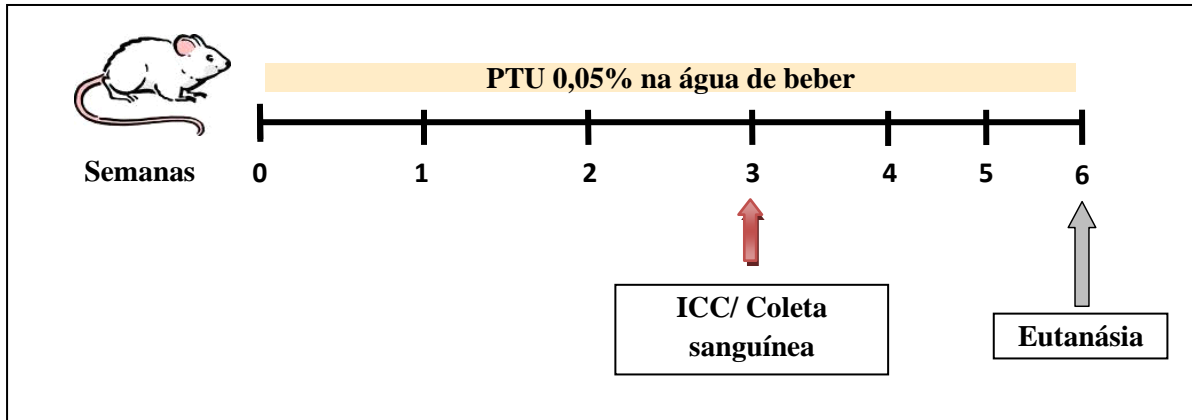 PTU 0,05% na água de beber
Semanas 0 1 2 3 4 5 6
ICC/ Coleta
sanguínea
Eutanásia